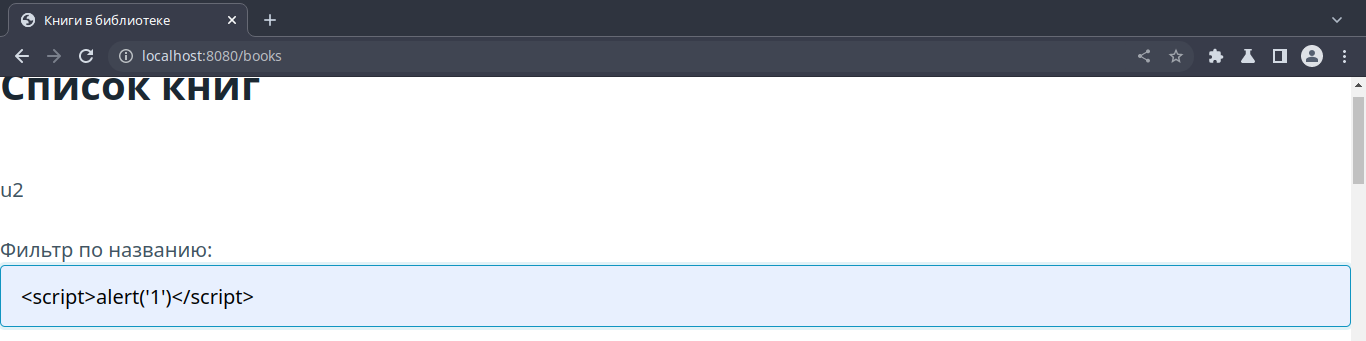 Книги в библиотеке
localhost:8080/books
Список книг
u2
Фильтр по названию:
<script>alert('1')</script>